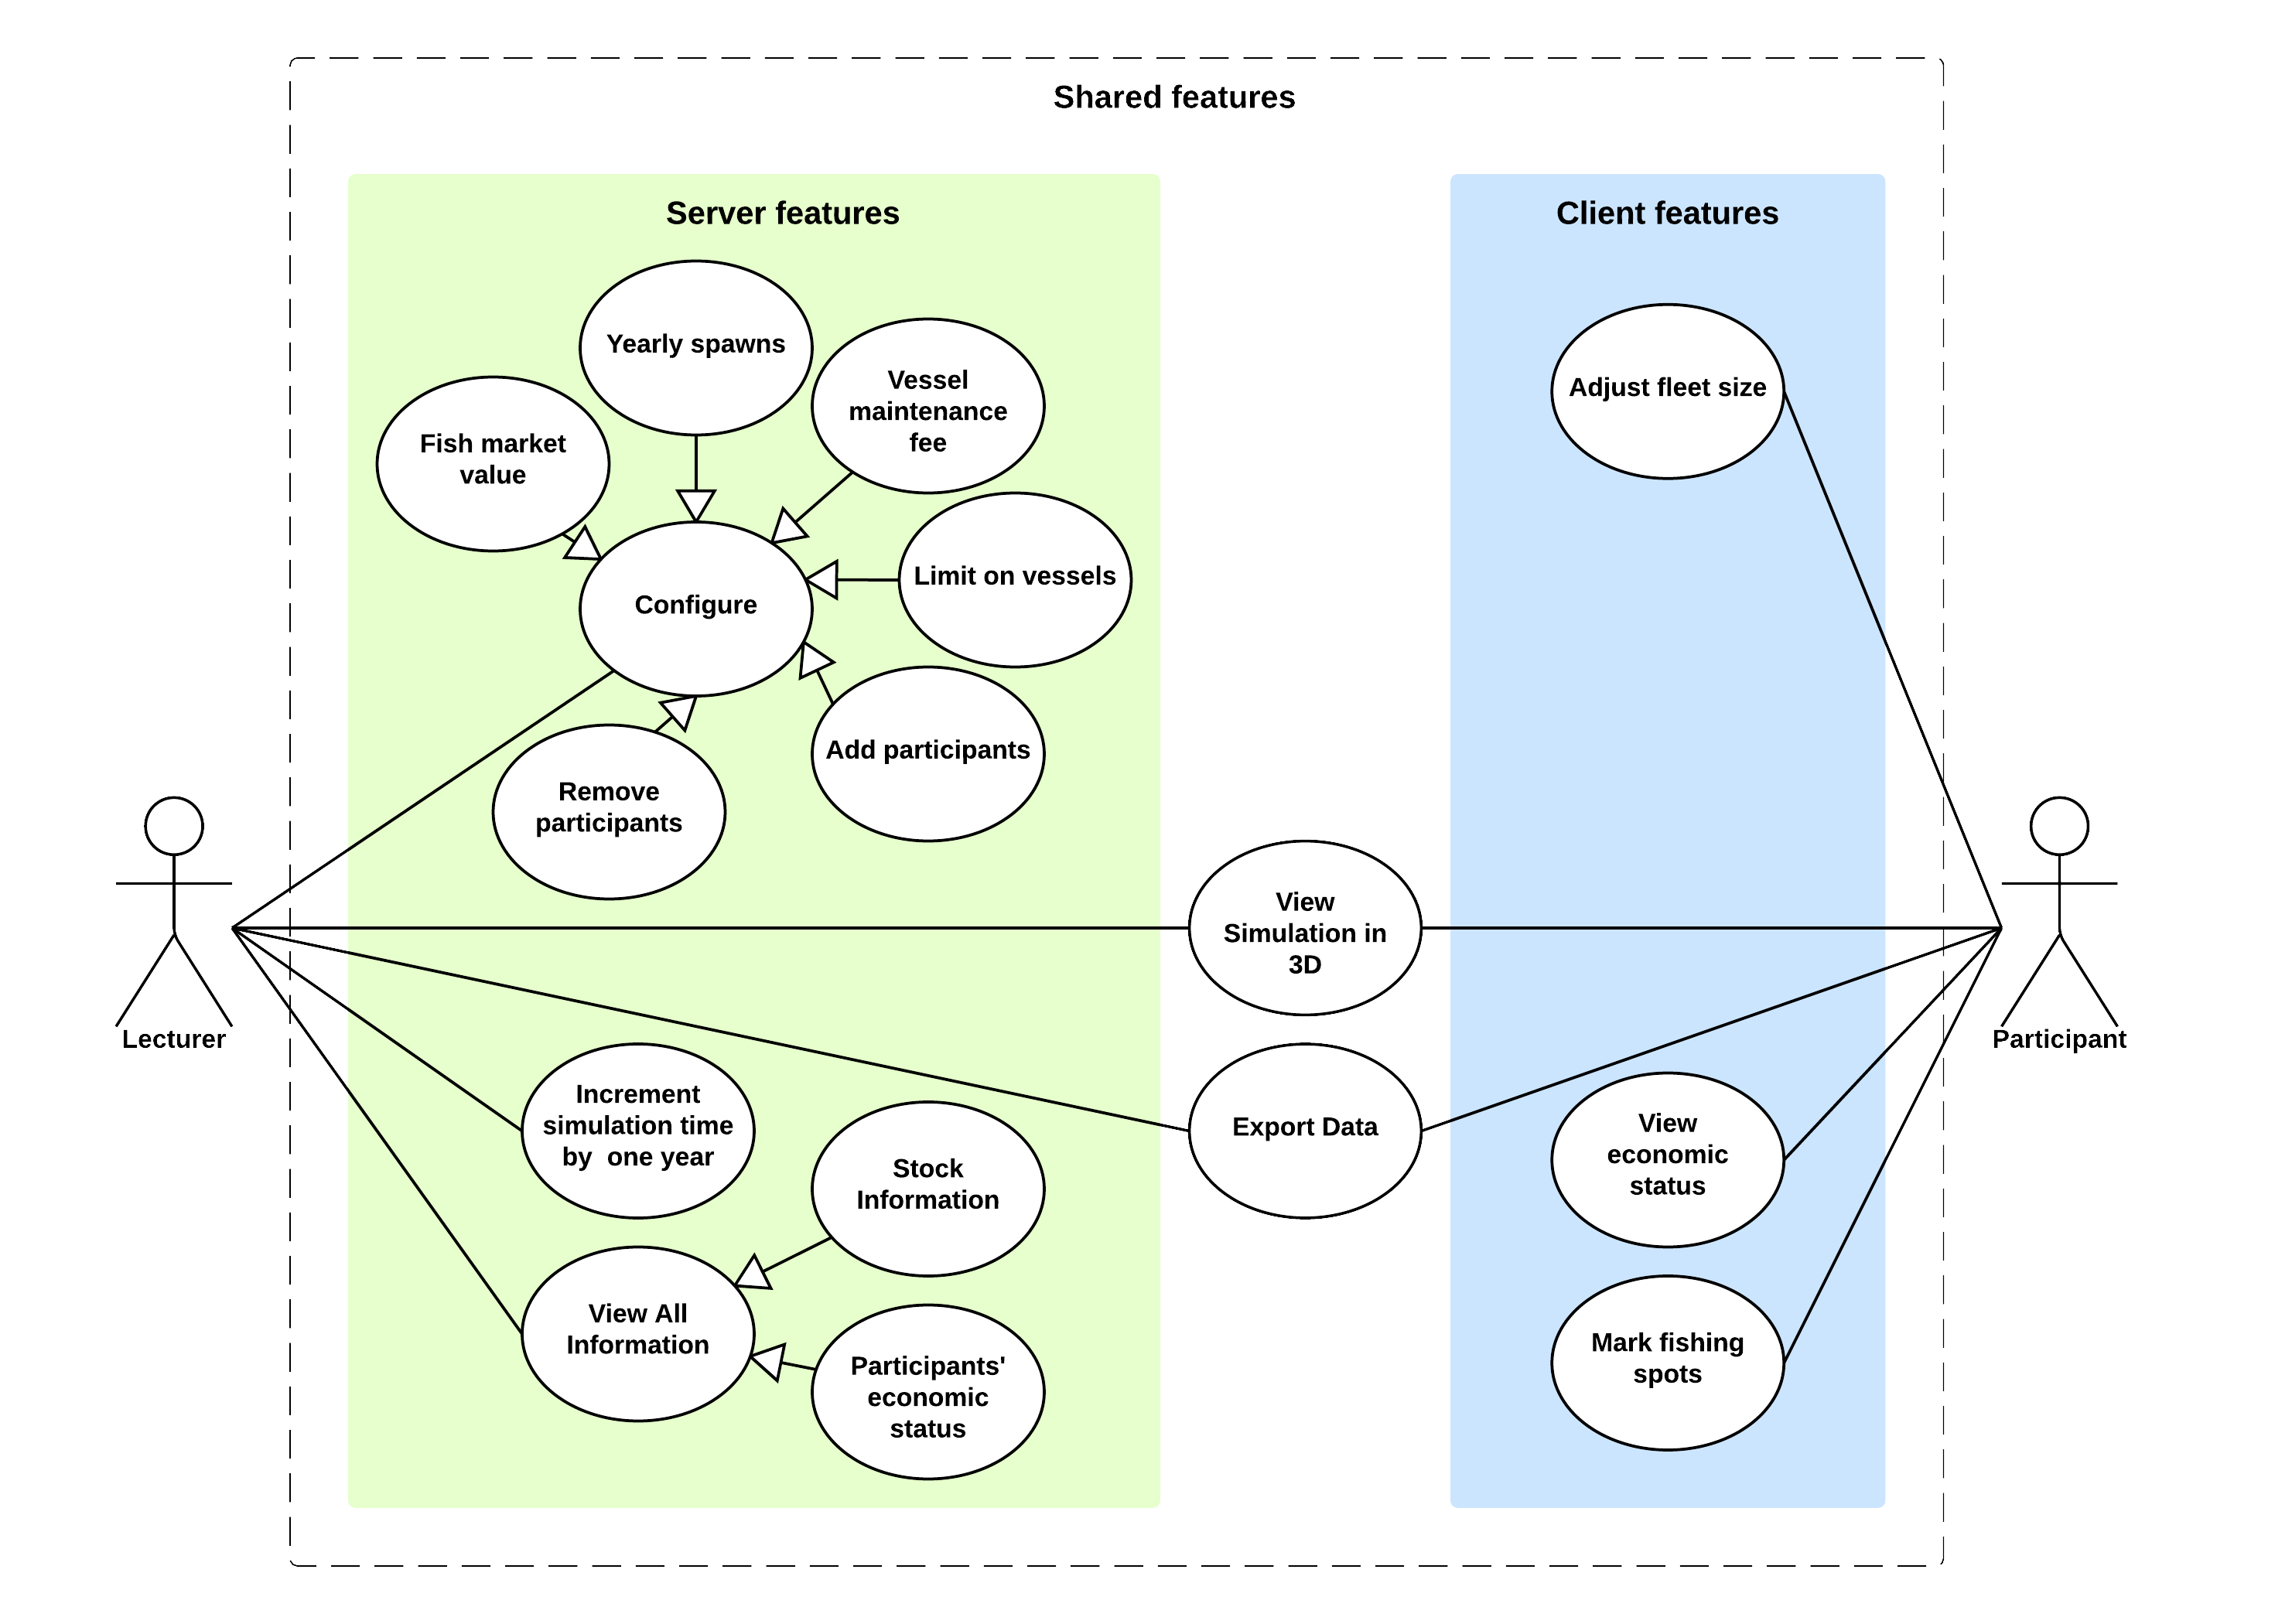 Shared features
Server features
Client features
Yearly spawns
Vessel
maintenance
fee
Adjust fleet size
Fish market
value
Limit on vessels
Configure
Add participants
Remove
participants
View
Simulation in
3D
Lecturer
Participant
Increment
simulation time
by  one year
Export Data
View
economic
status
Stock
Information
View All
Information
Mark fishing
spots
Participants'
economic
status